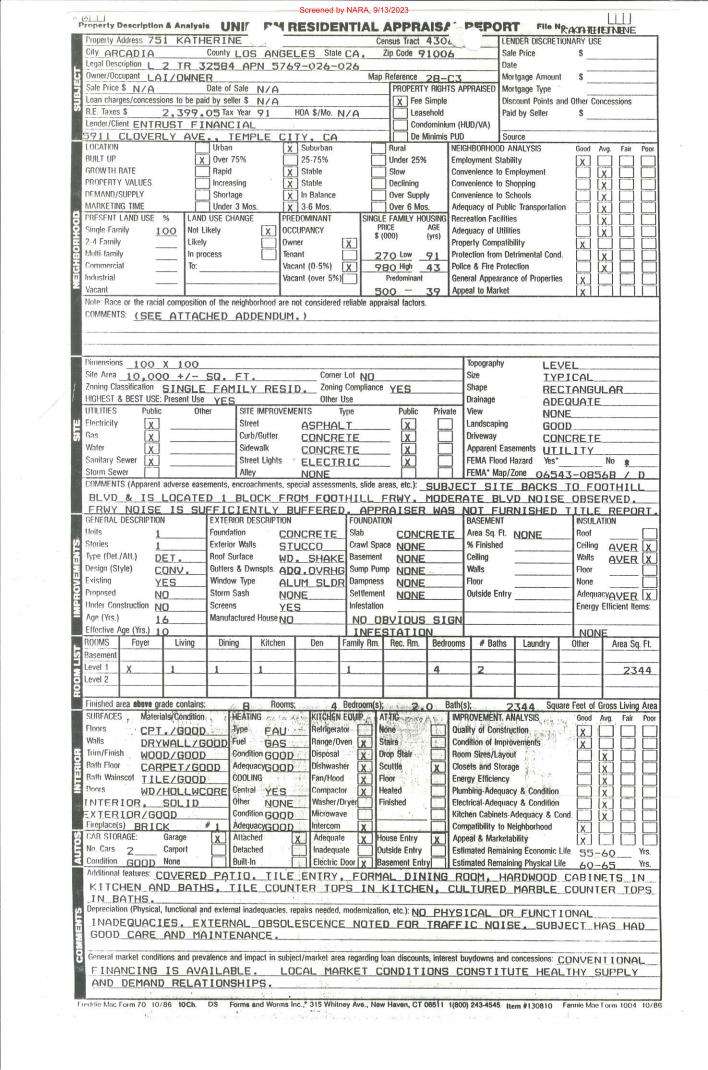 Screened by NARA, 9/13/2023
Property Description & Analysis UNIF RM RESIDENTIAL APPRAISA REPORT File No.
Property Address 751 KATHERINE Census Tract LENDER DISCRETIONARY USE
City ARCADIA County LOS ANGELES State CA. Zip Code 91006 Sale Price $
Legal Description L 2 TR 32584 APN 5769-026-026 Date
Owner/Occupant LAI/OWNER Map Reference 28-C3 Mortgage Amount $
Sale Price $ N/A Date of Sale N/A PROPERTY RIGHTS APPRAISED Mortgage Type
Loan charges/concessions to be paid by seller $ N/A X Fee Simple Discount Points and Other Concessions
R.E. Taxes $ 2,399.05 Tax Year 91 HOA $/Mo. N/A Leasehold Paid by Seller $
Lender/Client ENTRUST FINANCIAL Condominium (HUD/VA)
5911 CLOVERLY AVE., TEMPLE CITY, CA De Minimis PUD Source
SUBJECT
LOCATION Urban X Suburban Rural NEIGHBORHOOD ANALYSIS Good Avg. Fair Poor
BUILT UP X Over 75% 25-75% Under 25% Employment Stability X
GROWTH RATE Rapid X Stable Slow Convenience to Employment X
PROPERTY VALUES Increasing X Stable Declining Convenience to Shopping X
DEMAND/SUPPLY Shortage X In Balance Over Supply Convenience to Schools X
MARKETING TIME Under 3 Mos. X 3-6 Mos. Over 6 Mos. Adequacy of Public Transportation X
PRESENT LAND USE % LAND USE CHANGE PREDOMINANT SINGLE FAMILY HOUSING Recreation Facilities X
Single Family 100 Not Likely X OCCUPANCY PRICE AGE Adequacy of Utilities X
2-4 Family Likely Owner X $ (000) (yrs) Property Compatibility X
Multi-family In process Tenant 270 Low 91 Protection from Detrimental Cond. X
Commercial To: Vacant (0-5%) X 980 High 43 Police & Fire Protection X
Industrial Vacant (over 5%) Predominant General Appearance of Properties X
Vacant 500 - 39 Appeal to Market X
NEIGHBORHOOD
Note: Race or the racial composition of the neighborhood are not considered reliable appraisal factors.
COMMENTS: (SEE ATTACHED ADDENDUM.)
Dimensions 100 X 100 Topography LEVEL
Site Area 10,000 +/- SQ. FT. Corner Lot NO Size TYPICAL
Zoning Classification SINGLE FAMILY RESID. Zoning Compliance YES Shape RECTANGULAR
HIGHEST & BEST USE: Present Use YES Other Use Drainage ADEQUATE
UTILITIES Public Other SITE IMPROVEMENTS Type Public Private View NONE
Electricity X Street ASPHALT X Landscaping GOOD
Gas X Curb/Gutter CONCRETE X Driveway CONCRETE
Water X Sidewalk CONCRETE X Apparent Easements UTILITY
Sanitary Sewer X Street Lights ELECTRIC X FEMA Flood Hazard Yes* No
Storm Sewer Alley NONE FEMA* Map/Zone 06543-0856B / D
SITE
COMMENTS (Apparent adverse easements, encroachments, special assessments, slide areas, etc.): SUBJECT SITE BACKS TO FOOTHILL
BLVD & IS LOCATED 1 BLOCK FROM FOOTHILL FRWY. MODERATE BLVD NOISE OBSERVED.
FRWY NOISE IS SUFFICIENTLY BUFFERED. APPRAISER WAS NOT FURNISHED TITLE REPORT.
GENERAL DESCRIPTION EXTERIOR DESCRIPTION FOUNDATION BASEMENT INSULATION
Units 1 Foundation CONCRETE Slab CONCRETE Area Sq. Ft. NONE Roof
Stories 1 Exterior Walls STUCCO Crawl Space NONE % Finished Ceiling AVER X
Type (Det./Att.) DET. Roof Surface WD. SHAKE Basement NONE Ceiling Walls AVER X
Design (Style) CONV. Gutters & Dwnspts. ADQ.OVRHG Sump Pump NONE Walls Floor
Existing YES Window Type ALUM SLDR Dampness NONE Floor None
Proposed NO Storm Sash NONE Settlement NONE Outside Entry Adequacy AVER X
Under Construction NO Screens YES Infestation Energy Efficient Items:
Age (Yrs.) 16 Manufactured House NO NO OBVIOUS SIGN
Effective Age (Yrs.) 10 INFESTATION NONE
IMPROVEMENTS
ROOMS Foyer Living Dining Kitchen Den Family Rm. Rec. Rm. Bedrooms # Baths Laundry Other Area Sq. Ft.
Basement
Level 1 X 1 1 1 1 4 2 2344
Level 2
ROOM LIST
Finished area above grade contains: 8 Rooms; 4 Bedroom(s); 2.0 Bath(s); 2344 Square Feet of Gross Living Area
SURFACES Materials/Condition HEATING KITCHEN EQUIP. ATTIC IMPROVEMENT ANALYSIS Good Avg. Fair Poor
Floors CPT./GOOD Type FAU Refrigerator None Quality of Construction X
Walls DRYWALL/GOOD Fuel GAS Range/Oven X Stairs Condition of Improvements X
Trim/Finish WOOD/GOOD Condition GOOD Disposal X Drop Stair Room Sizes/Layout X
Bath Floor CARPET/GOOD Adequacy GOOD Dishwasher X Scuttle X Closets and Storage X
Bath Wainscot TILE/GOOD COOLING Fan/Hood X Floor Energy Efficiency X
Doors WD/HOLLWCORE Central YES Compactor X Heated Plumbing-Adequacy & Condition X
INTERIOR, SOLID Other NONE Washer/Dryer Finished Electrical-Adequacy & Condition X
EXTERIOR/GOOD Condition GOOD Microwave Kitchen Cabinets-Adequacy & Cond. X
Fireplace(s) BRICK # 1 Adequacy GOOD Intercom Compatibility to Neighborhood X
INTERIOR
CAR STORAGE: Garage X Attached X Adequate X House Entry X Appeal & Marketability X
No. Cars 2 Carport Detached Inadequate Outside Entry Estimated Remaining Economic Life 55-60 Yrs.
Condition GOOD None Built-In Electric Door X Basement Entry Estimated Remaining Physical Life 60-65 Yrs.
AUTOS
Additional features: COVERED PATIO, TILE ENTRY, FORMAL DINING ROOM, HARDWOOD CABINETS IN
KITCHEN AND BATHS, TILE COUNTER TOPS IN KITCHEN, CULTURED MARBLE COUNTER TOPS
IN BATHS.
Depreciation (Physical, functional and external inadequacies, repairs needed, modernization, etc.): NO PHYSICAL OR FUNCTIONAL
INADEQUACIES. EXTERNAL OBSOLESCENCE NOTED FOR TRAFFIC NOISE. SUBJECT HAS HAD
GOOD CARE AND MAINTENANCE.
General market conditions and prevalence and impact in subject/market area regarding loan discounts, interest buydowns and concessions: CONVENTIONAL
FINANCING IS AVAILABLE. LOCAL MARKET CONDITIONS CONSTITUTE HEALTHY SUPPLY
AND DEMAND RELATIONSHIPS.
COMMENTS
Freddie Mac Form 70 10/86 10Ch. DS Forms and Worms Inc.,® 315 Whitney Ave., New Haven, CT 06511 1(800) 243-4545 Item #130810 Fannie Mae Form 1004 10/86